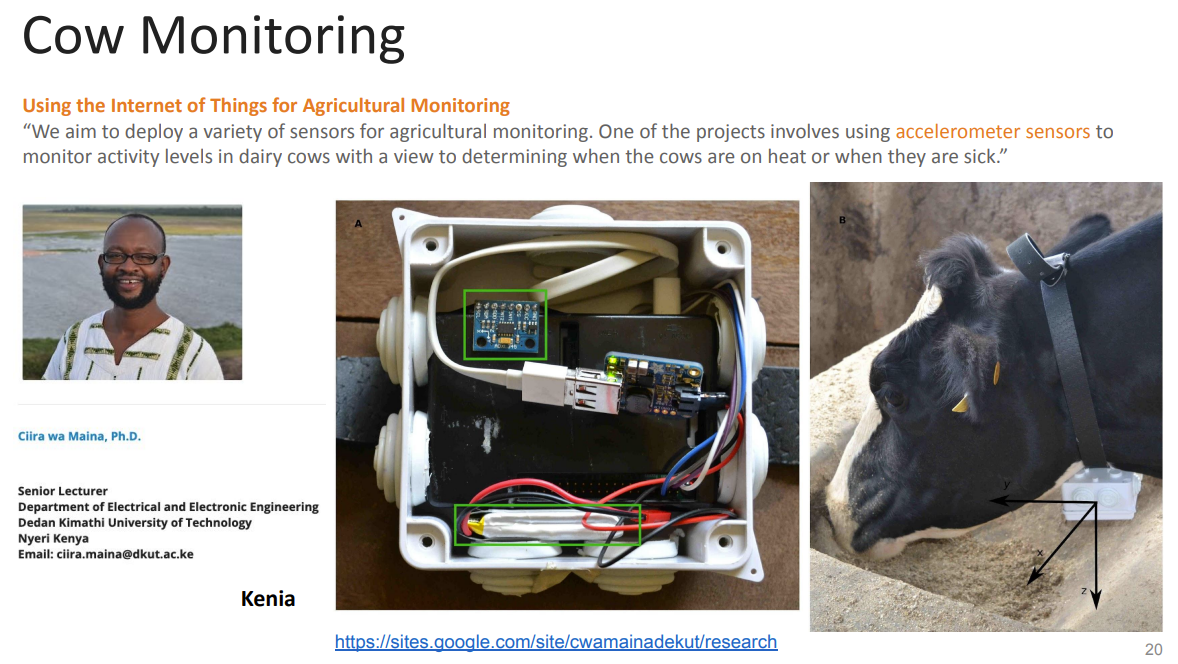 Cow Monitoring
Using the Internet of Things for Agricultural Monitoring
“We aim to deploy a variety of sensors for agricultural monitoring. One of the projects involves using accelerometer sensors to
monitor activity levels in dairy cows with a view to determining when the cows are on heat or when they are sick.”
Ciira wa Maina, Ph.D.
Senior Lecturer
Department of Electrical and Electronic Engineering
Dedan Kimathi University of Technology
Nyeri Kenya
Email: ciira.maina@dkut.ac.ke
Kenia
A
B
y
x
z
https://sites.google.com/site/cwamainadekut/research
20